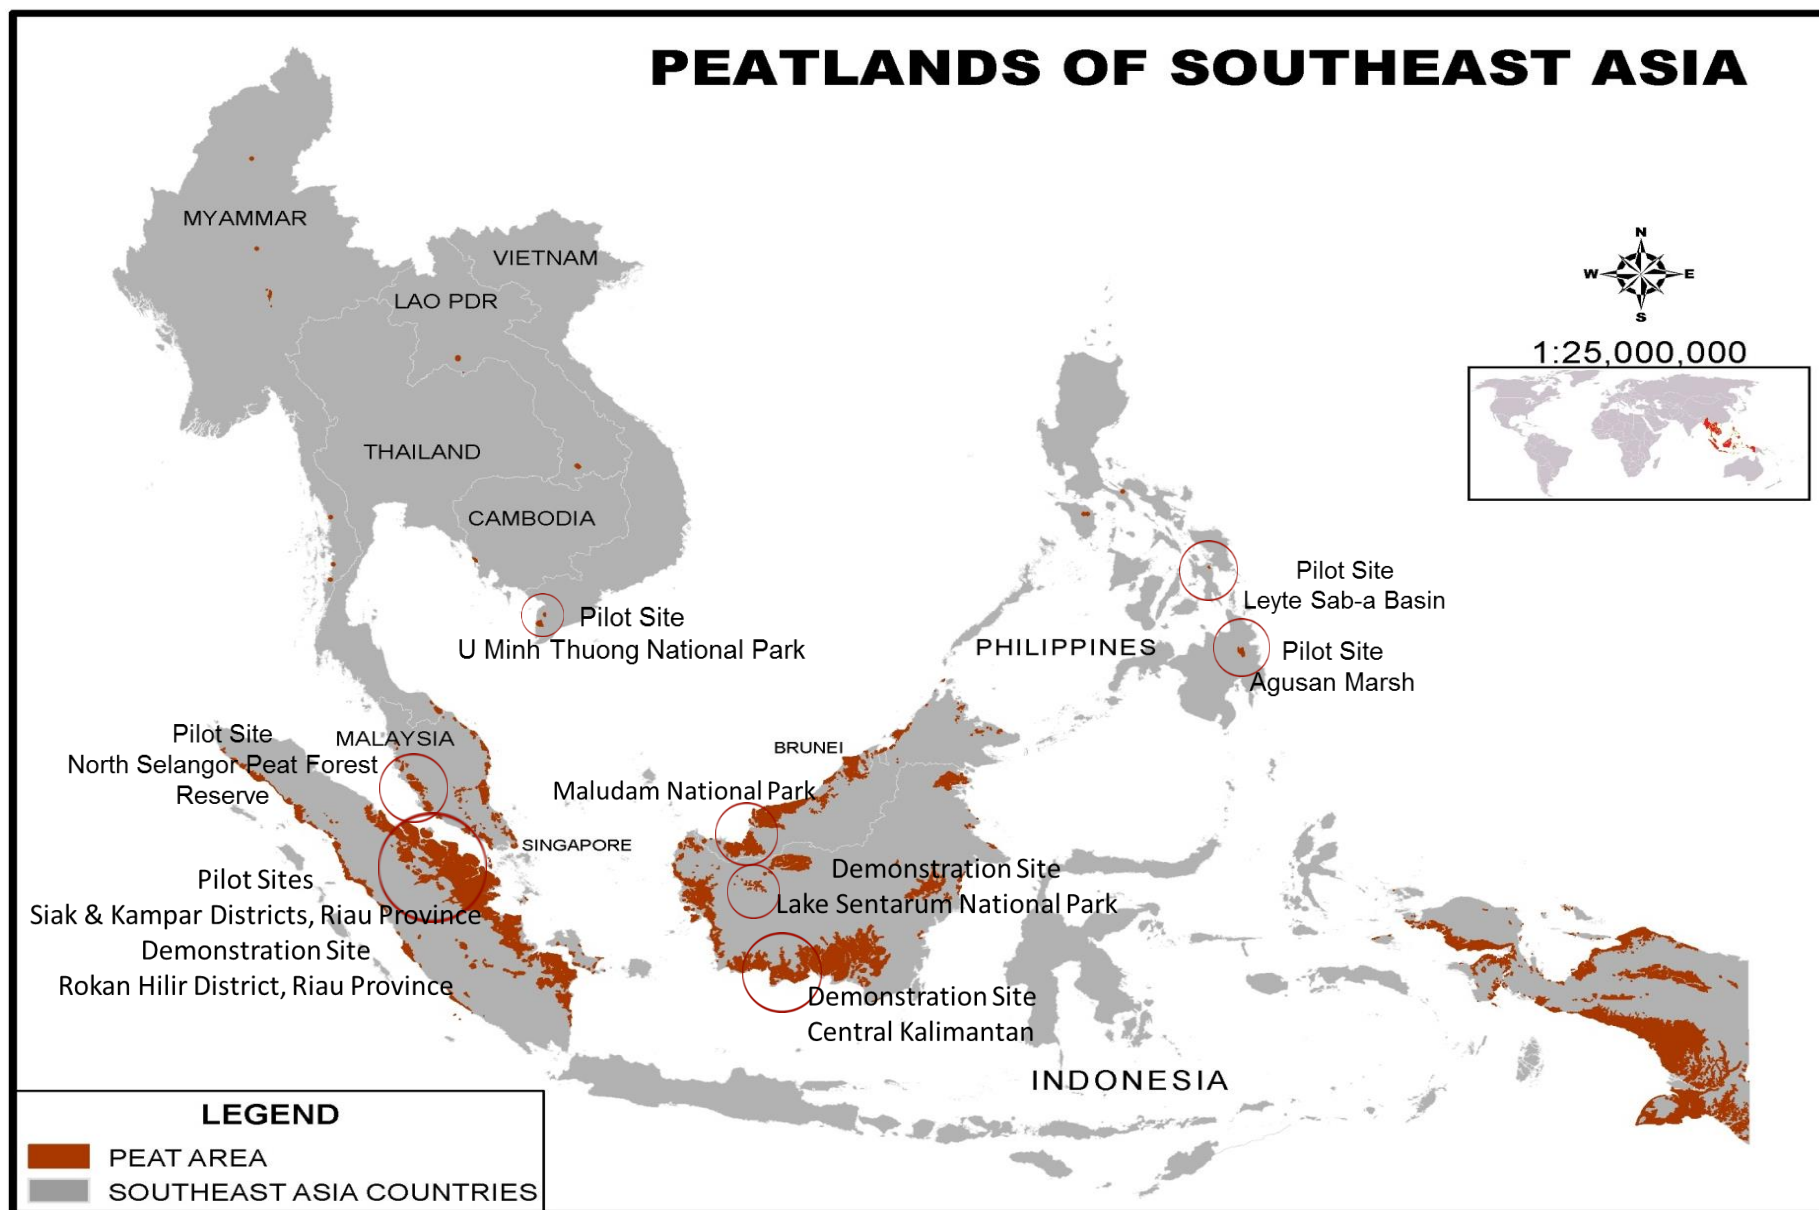 PEATLANDS OF SOUTHEAST ASIA
MYAMMAR
VIETNAM
LAO PDR
THAILAND
CAMBODIA
N
W
E
S
1:25,000,000
Pilot Site
Leyte Sab-a Basin
Pilot Site
U Minh Thuong National Park
PHILIPPINES
Pilot Site
Agusan Marsh
Pilot Site
North Selangor Peat Forest
Reserve
MALAYSIA
BRUNEI
Maludam National Park
SINGAPORE
Pilot Sites
Siak & Kampar Districts, Riau Province
Demonstration Site
Rokan Hilir District, Riau Province
Demonstration Site
Lake Sentarum National Park
Demonstration Site
Central Kalimantan
INDONESIA
LEGEND
PEAT AREA
SOUTHEAST ASIA COUNTRIES